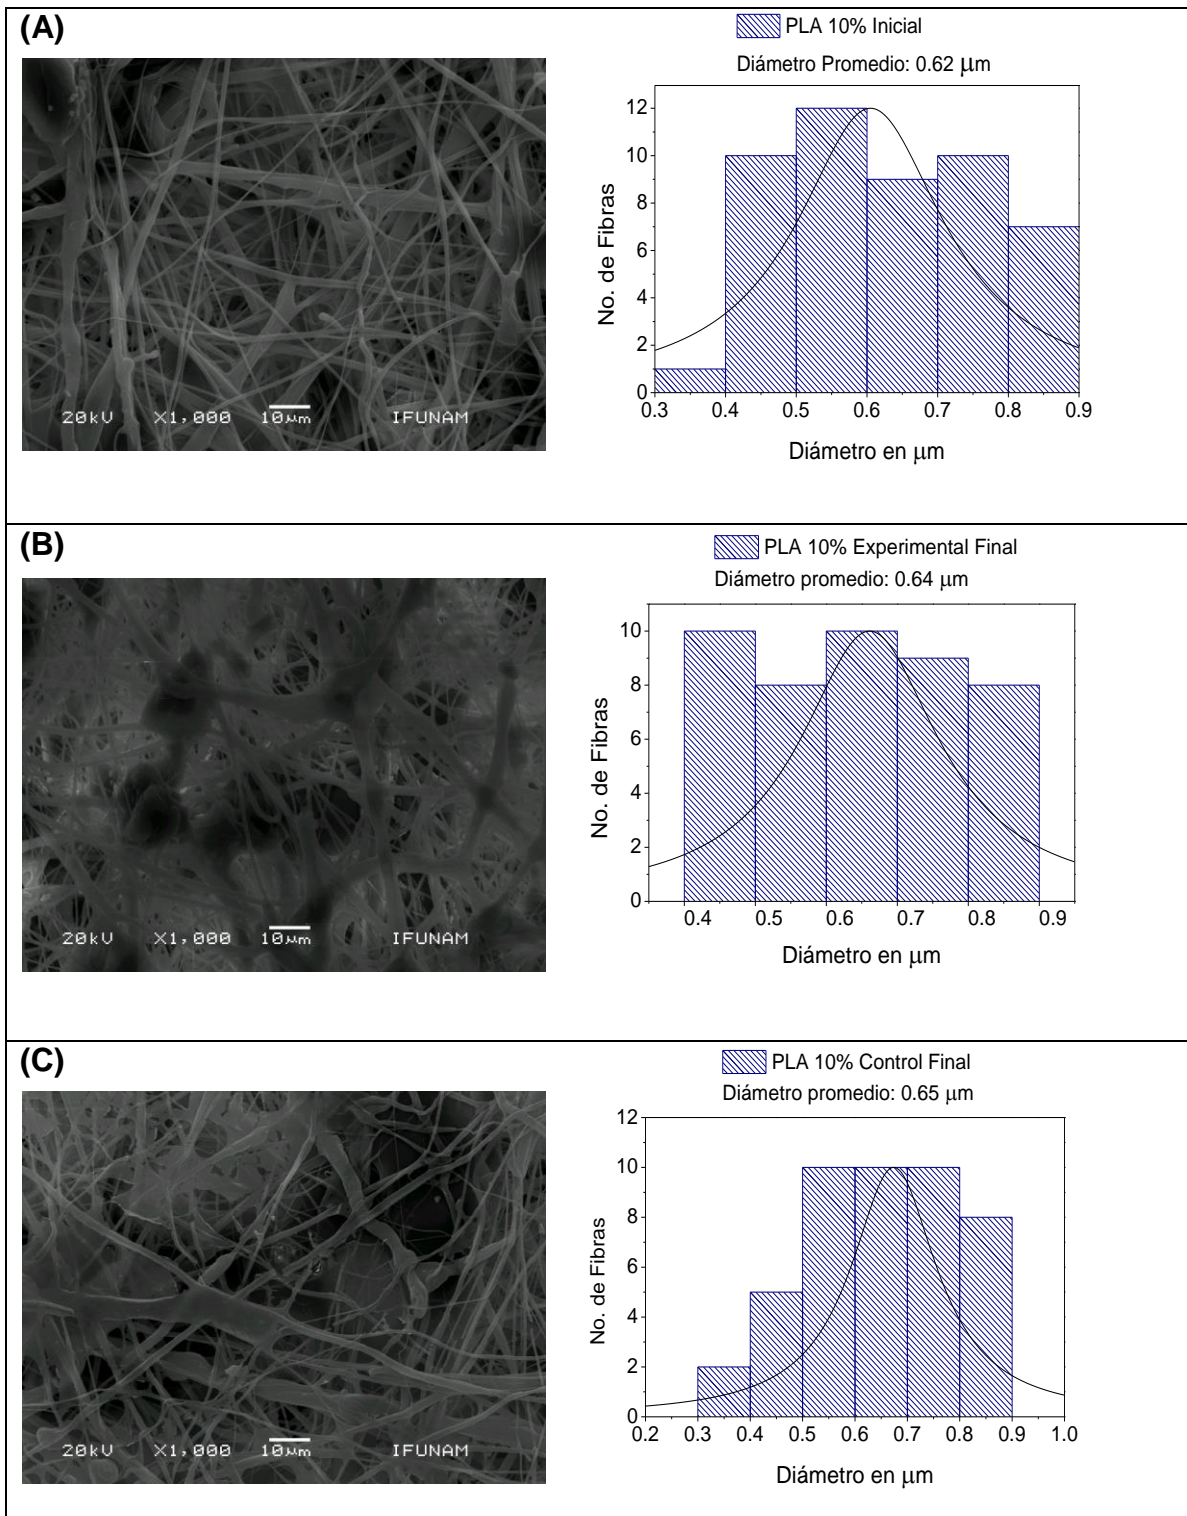 (A)
PLA 10% Inicial
Diámetro Promedio: 0.62 μm
12
10
8
6
4
2
0
No. de Fibras
0.3 0.4 0.5 0.6 0.7 0.8 0.9
Diámetro en μm
20kV X1,000 10μm IFUNAM
(B)
PLA 10% Experimental Final
Diámetro promedio: 0.64 μm
10
8
6
4
2
0
No. de Fibras
0.4 0.5 0.6 0.7 0.8 0.9
Diámetro en μm
20kV X1,000 10μm IFUNAM
(C)
PLA 10% Control Final
Diámetro promedio: 0.65 μm
12
10
8
6
4
2
0
No. de Fibras
0.2 0.3 0.4 0.5 0.6 0.7 0.8 0.9 1.0
Diámetro en μm
20kV X1,000 10μm IFUNAM